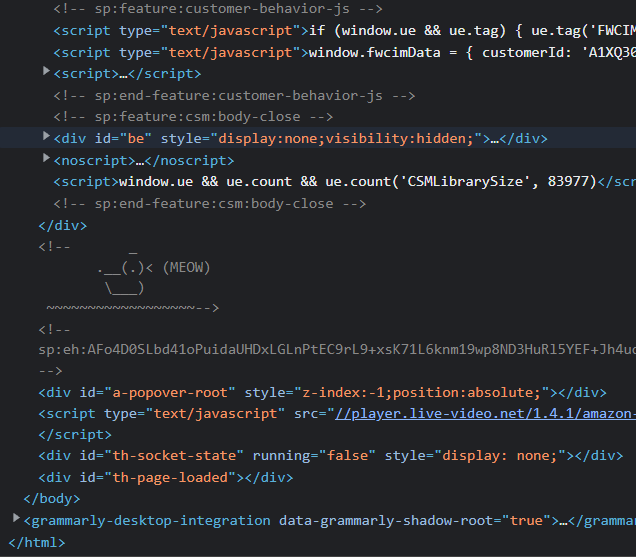 <!-- sp:feature:customer-behavior-js -->
<script type="text/javascript">if (window.ue && ue.tag) { ue.tag('FWCIM
<script type="text/javascript">window.fwcimData = { customerId: 'A1XQ30
<script>…</script>
<!-- sp:end-feature:customer-behavior-js -->
<!-- sp:feature:csm:body-close -->
<div id="be" style="display:none;visibility:hidden;">…</div>
<noscript>…</noscript>
<script>window.ue && ue.count && ue.count('CSMLibrarySize', 83977)</scr
<!-- sp:end-feature:csm:body-close -->
</div>
<!--       _
       .__(.)< (MEOW)
        \___)
 ~~~~~~~~~~~~~~~~~~-->
<!--
sp:eh:AFo4D0SLbd41oPuidaUHDxLGLnPtEC9rL9+xsK71L6knm19wp8ND3HuRl5YEF+Jh4uc
-->
<div id="a-popover-root" style="z-index:-1;position:absolute;"></div>
<script type="text/javascript" src="//player.live-video.net/1.4.1/amazon-
</script>
<div id="th-socket-state" running="false" style="display: none;"></div>
<div id="th-page-loaded"></div>
</body>
<grammarly-desktop-integration data-grammarly-shadow-root="true">…</gramma
</html>